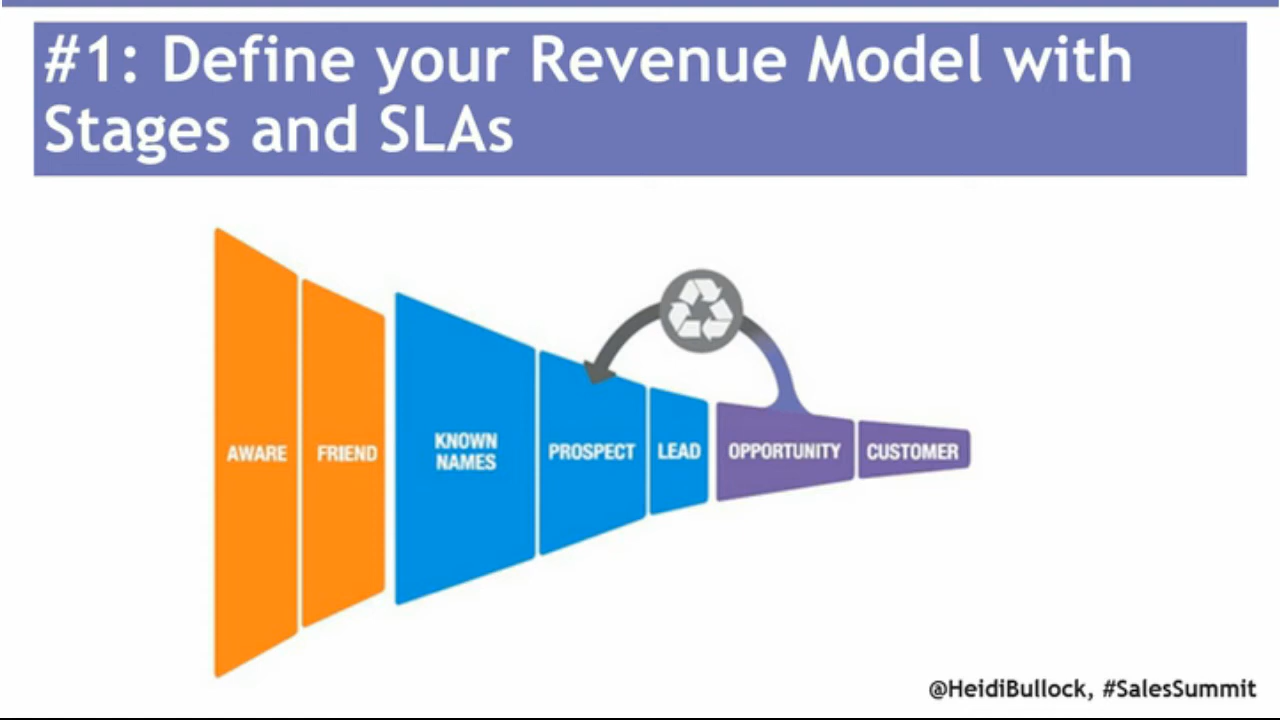 #1: Define your Revenue Model with
Stages and SLAs
AWARE
FRIEND
KNOWN
NAMES
PROSPECT
LEAD
OPPORTUNITY
CUSTOMER
@HeidiBullock, #SalesSummit